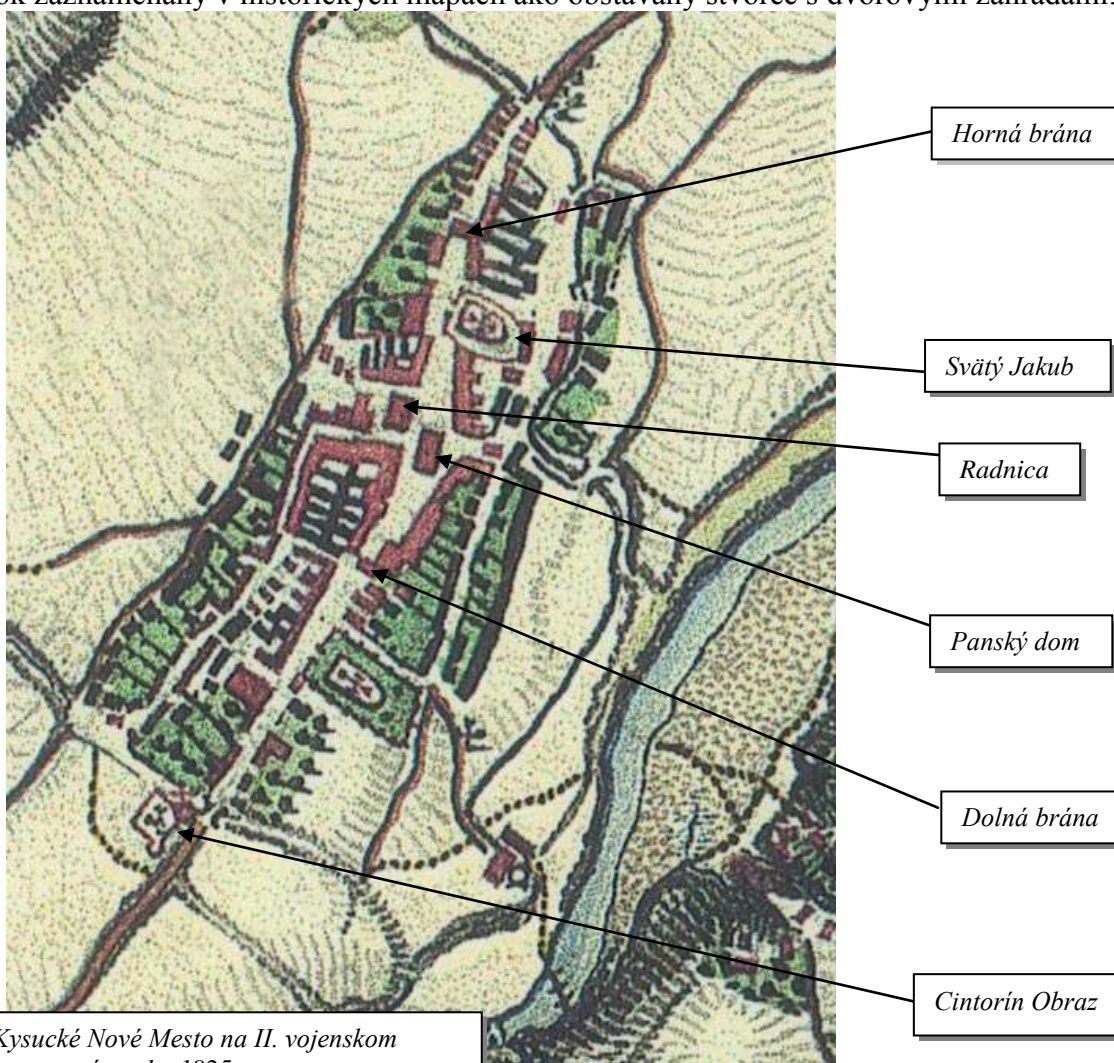 ok zaznamenaný v historických mapách ako obstavaný štvorec s dvorovými záhradami.
Horná brána
Svätý Jakub
Radnica
Panský dom
Dolná brána
Cintorín Obraz
Kysucké Nové Mesto na II. vojenskom